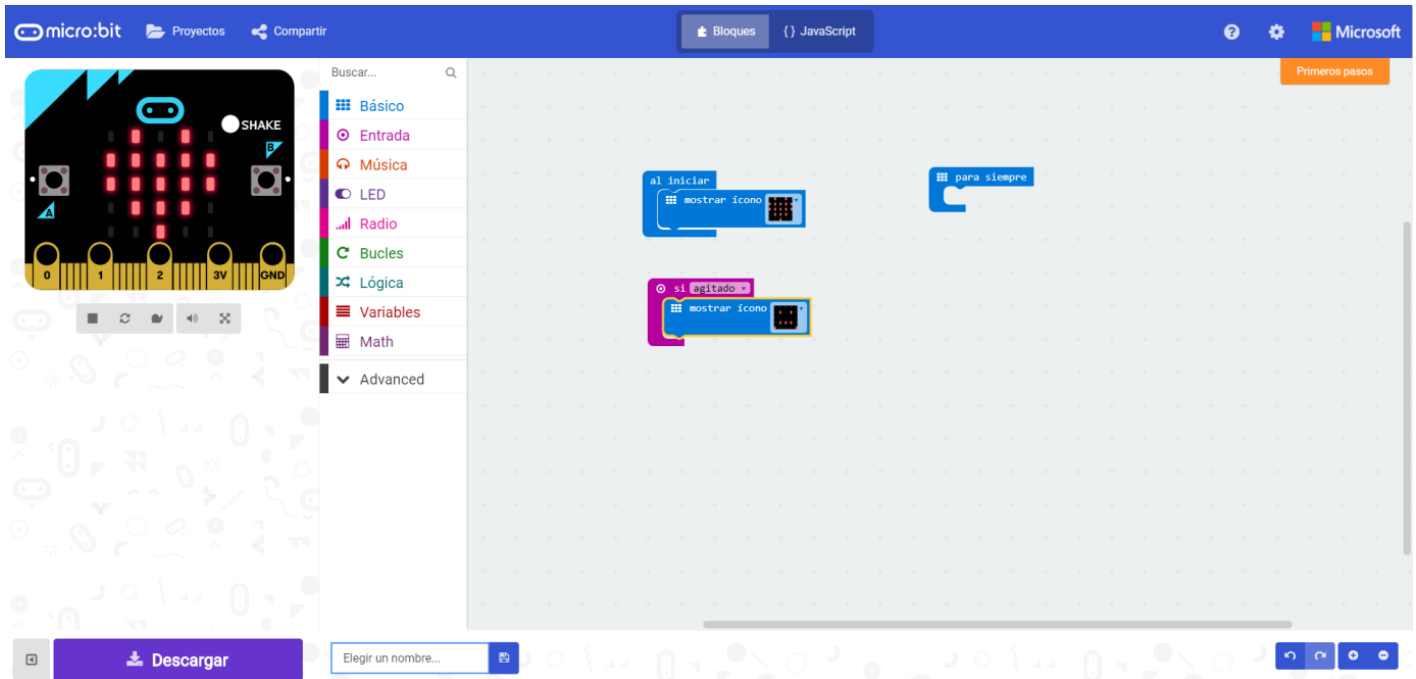 micro:bit Proyectos Compartir Bloques {} JavaScript Microsoft
Primeros pasos
SHAKE
B
A
0 1 2 3V GND
Buscar...
Básico
Entrada
Música
LED
Radio
Bucles
Lógica
Variables
Math
Advanced
al iniciar
mostrar ícono
para siempre
si agitado
mostrar ícono
Descargar
Elegir un nombre...